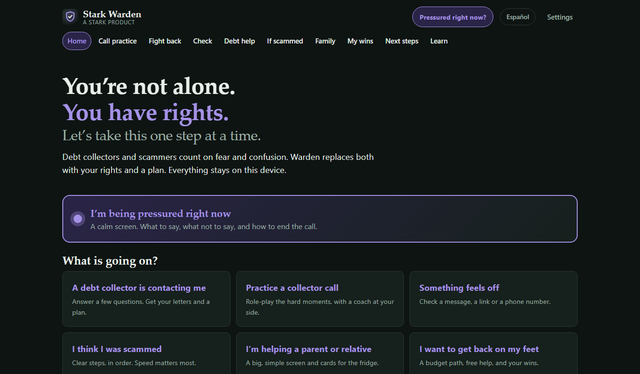 Stark Warden
A STARK PRODUCT
Pressured right now?
Español
Settings
Home
Call practice
Fight back
Check
Debt help
If scammed
Family
My wins
Next steps
Learn
You’re not alone.
You have rights.
Let’s take this one step at a time.
Debt collectors and scammers count on fear and confusion. Warden replaces both
with your rights and a plan. Everything stays on this device.
I’m being pressured right now
A calm screen. What to say, what not to say, and how to end the call.
What is going on?
A debt collector is contacting me
Answer a few questions. Get your letters and a
plan.
Practice a collector call
Role-play the hard moments, with a coach at your
side.
Something feels off
Check a message, a link or a phone number.
I think I was scammed
Clear steps, in order. Speed matters most.
I’m helping a parent or relative
A big, simple screen and cards for the fridge.
I want to get back on my feet
A budget path, free help, and your wins.